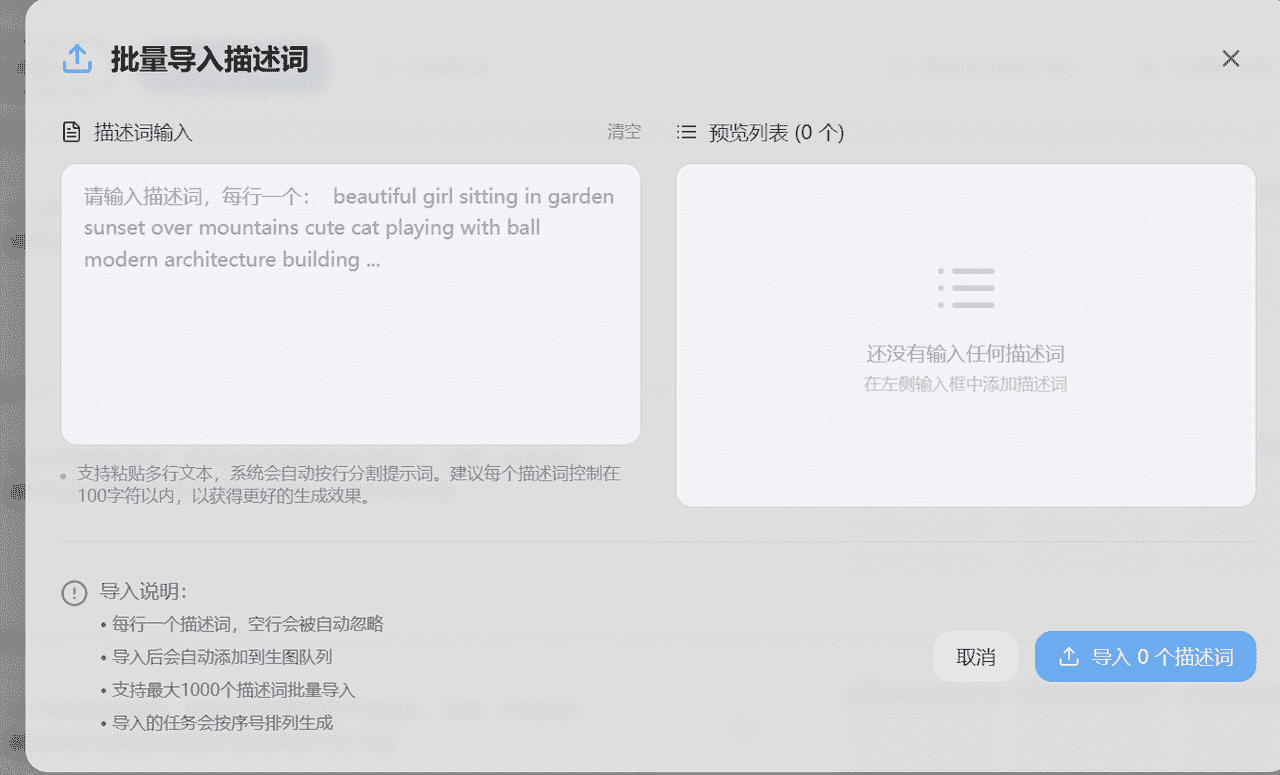 批量导入描述词
描述词输入
清空
请输入描述词，每行一个： beautiful girl sitting in garden
sunset over mountains cute cat playing with ball
modern architecture building ...
支持粘贴多行文本，系统会自动按行分割提示词。建议每个描述词控制在
100字符以内，以获得更好的生成效果。
预览列表 (0 个)
还没有输入任何描述词
在左侧输入框中添加描述词
导入说明：
• 每行一个描述词，空行会被自动忽略
• 导入后会自动添加到生图队列
• 支持最大1000个描述词批量导入
• 导入的任务会按序号排列生成
取消
导入 0 个描述词